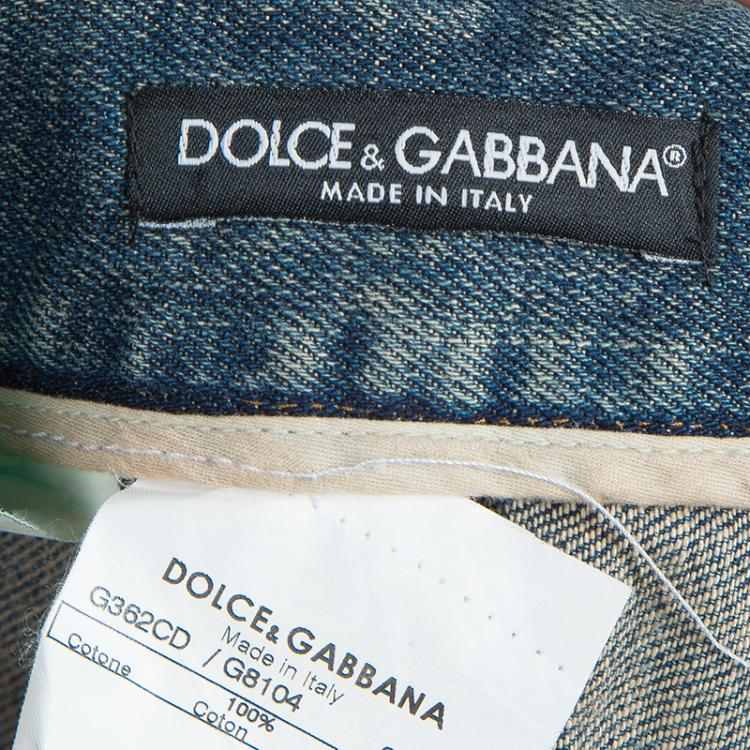 DOLCE & GABBANA®
MADE IN ITALY
DOLCE & GABBANA
Made in Italy
G362CD / G8104
100%
Cotone Coton